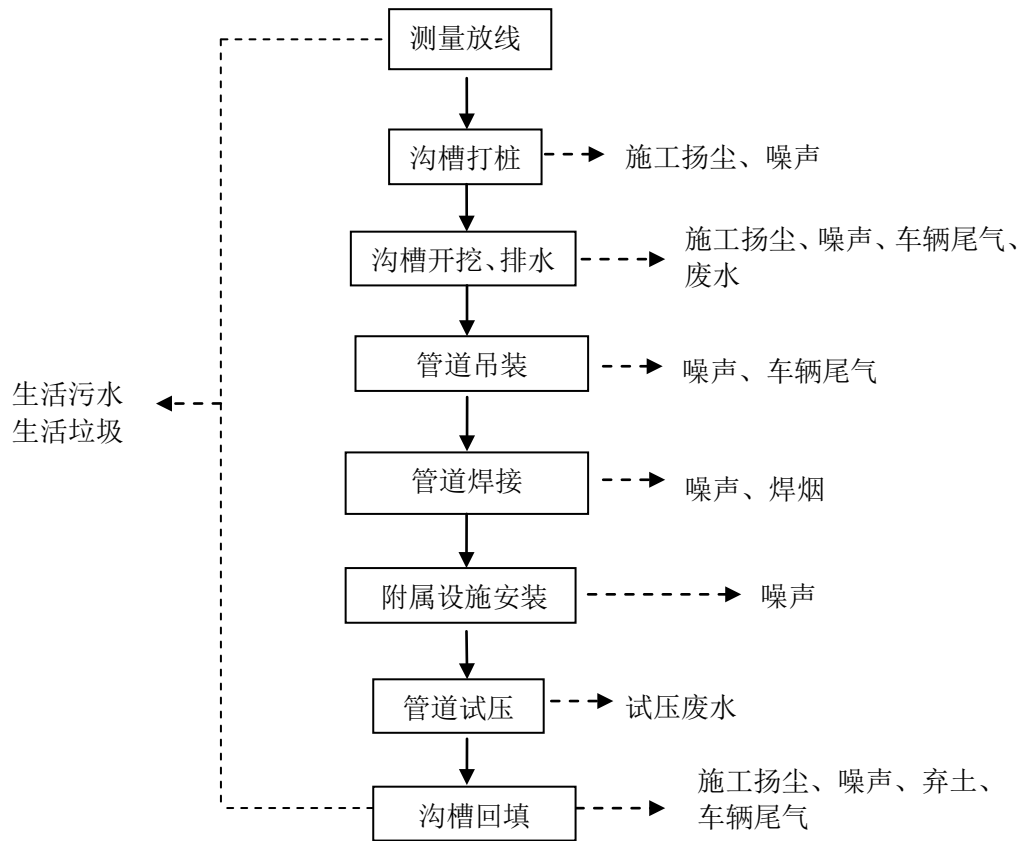 测量放线
沟槽打桩
施工扬尘、噪声
沟槽开挖、排水
施工扬尘、噪声、车辆尾气、
废水
管道吊装
噪声、车辆尾气
生活污水
生活垃圾
管道焊接
噪声、焊烟
附属设施安装
噪声
管道试压
试压废水
沟槽回填
施工扬尘、噪声、弃土、
车辆尾气